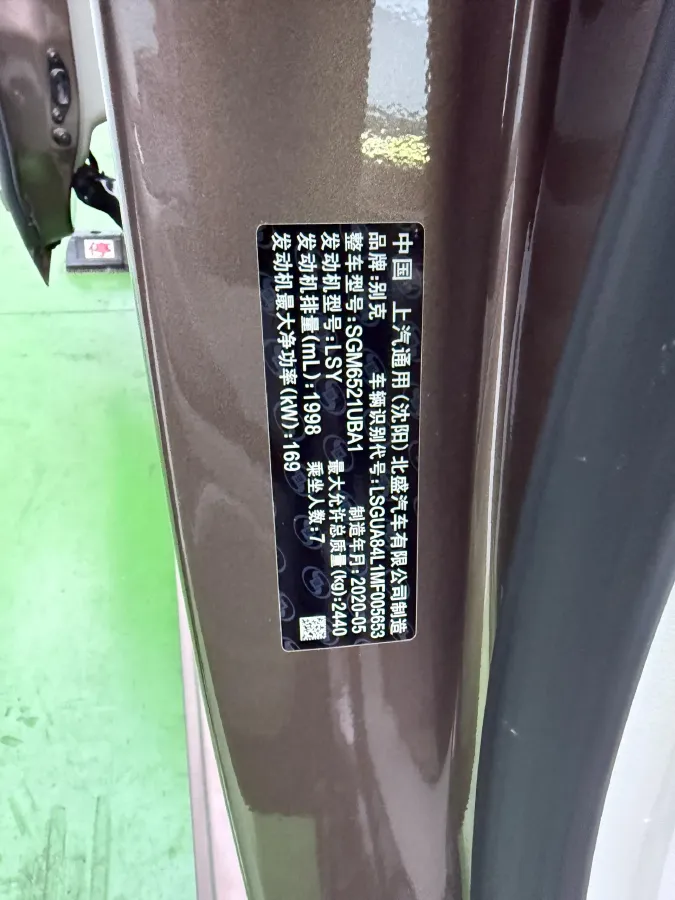 中国 上汽通用(沈阳)北盛汽车有限公司制造
品牌:别克 车辆识别代号:LSGUA84L1MF005653
整车型号:SGM6521UBA1 制造年月:2020-05
发动机型号:LSY 最大允许总质量(kg):2440
发动机排量(mL):1998 乘坐人数:7
发动机最大净功率(kW):169
停